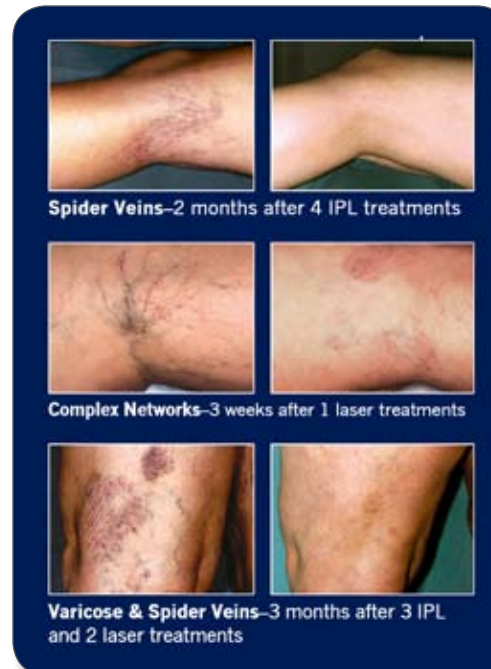 Spider Veins–2 months after 4 IPL treatments
Complex Networks–3 weeks after 1 laser treatments
Varicose & Spider Veins–3 months after 3 IPL
and 2 laser treatments